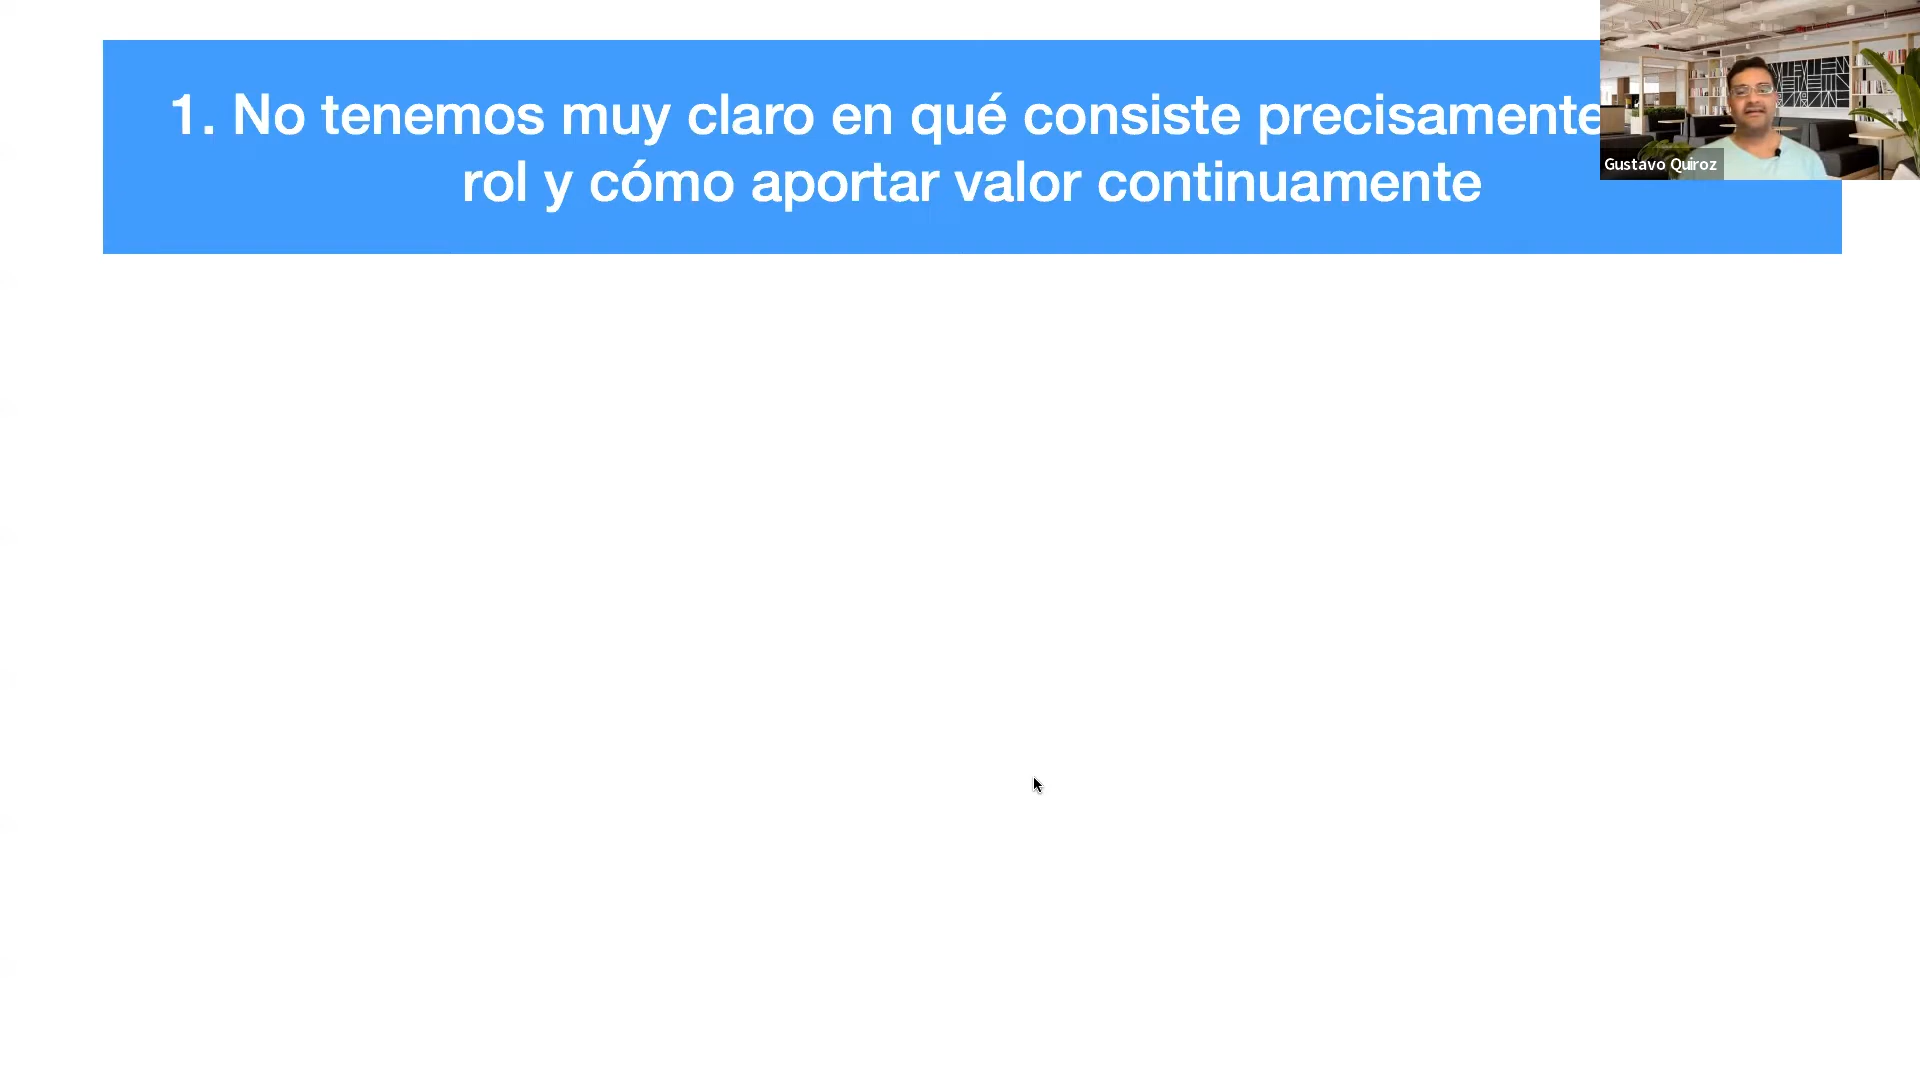 1. No tenemos muy claro en qué consiste precisamente
rol y cómo aportar valor continuamente
Gustavo Quiroz